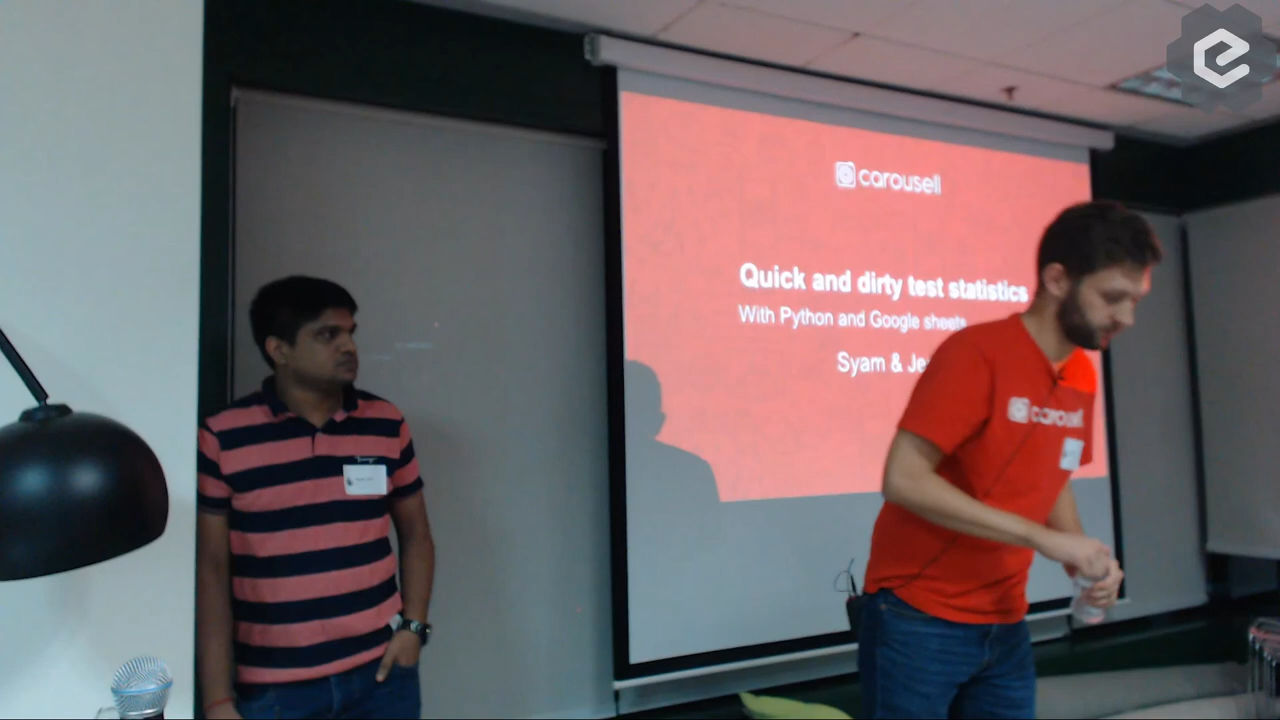 carousell
Quick and dirty test statistics
With Python and Google sheets
Syam & Je
carousell